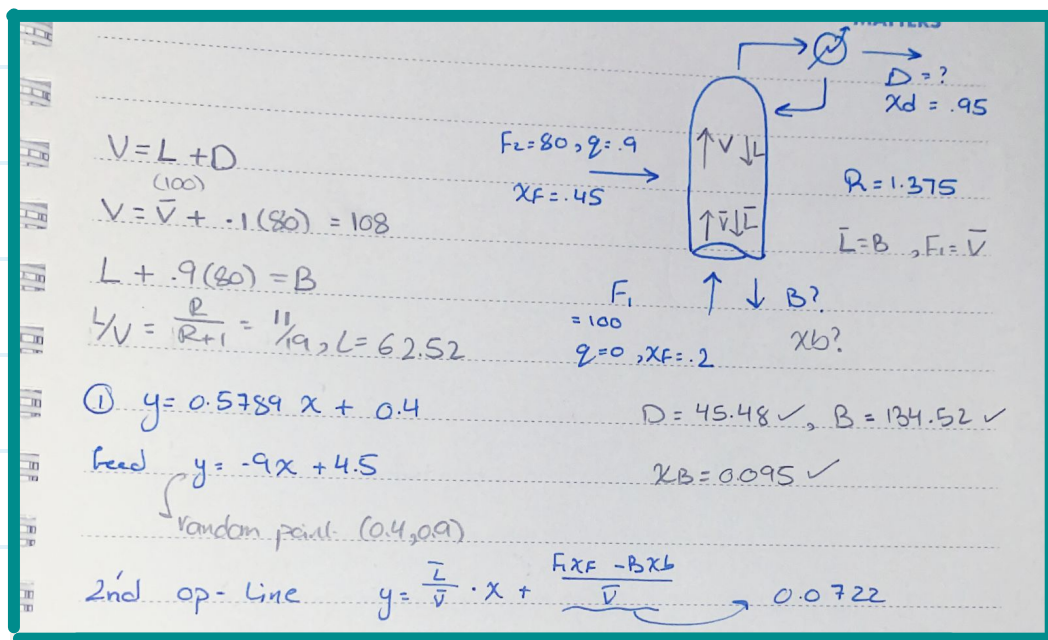 MATTERS
D = ?
xd = .95
V = L + D
(100)
F2 = 80, q = .9
xF = .45
↑V ↓L
R = 1.375
V = V̄ + .1(80) = 108
↑V̄ ↓L̄
L̄ = B, F1 = V̄
L + .9(80) = B
F1
= 100
q = 0, xF = .2
B?
xb?
L/V = R/R+1 = 11/19, L = 62.52
① y = 0.5789 x + 0.4
D = 45.48 ✓, B = 134.52 ✓
feed y = -9x + 4.5
xB = 0.095 ✓
random point (0.4, 0.9)
2nd op-Line y = L̄/V̄ · x + F1xF - Bxb/V̄ → 0.0722